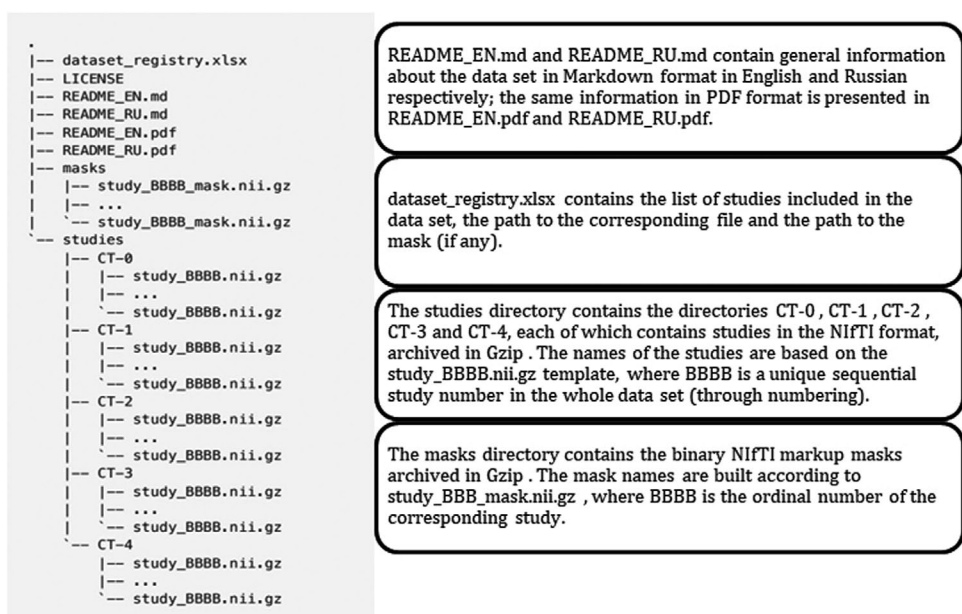 .
|-- dataset_registry.xlsx
|-- LICENSE
|-- README_EN.md
|-- README_RU.md
|-- README_EN.pdf
|-- README_RU.pdf
|-- masks
|   |-- study_BBBB_mask.nii.gz
|   |-- ...
|   `-- study_BBBB_mask.nii.gz
`-- studies
    |-- CT-0
    |   |-- study_BBBB.nii.gz
    |   |-- ...
    |   `-- study_BBBB.nii.gz
    |-- CT-1
    |   |-- study_BBBB.nii.gz
    |   |-- ...
    |   `-- study_BBBB.nii.gz
    |-- CT-2
    |   |-- study_BBBB.nii.gz
    |   |-- ...
    |   `-- study_BBBB.nii.gz
    |-- CT-3
    |   |-- study_BBBB.nii.gz
    |   |-- ...
    |   `-- study_BBBB.nii.gz
    `-- CT-4
        |-- study_BBBB.nii.gz
        |-- ...
        `-- study_BBBB.nii.gz
README_EN.md and README_RU.md contain general information
about the data set in Markdown format in English and Russian
respectively; the same information in PDF format is presented in
README_EN.pdf and README_RU.pdf.
dataset_registry.xlsx contains the list of studies included in the
data set, the path to the corresponding file and the path to the
mask (if any).
The studies directory contains the directories CT-0 , CT-1 , CT-2 ,
CT-3 and CT-4, each of which contains studies in the NIfTI format,
archived in Gzip . The names of the studies are based on the
study_BBBB.nii.gz template, where BBBB is a unique sequential
study number in the whole data set (through numbering).
The masks directory contains the binary NIfTI markup masks
archived in Gzip . The mask names are built according to
study_BBB_mask.nii.gz , where BBBB is the ordinal number of the
corresponding study.